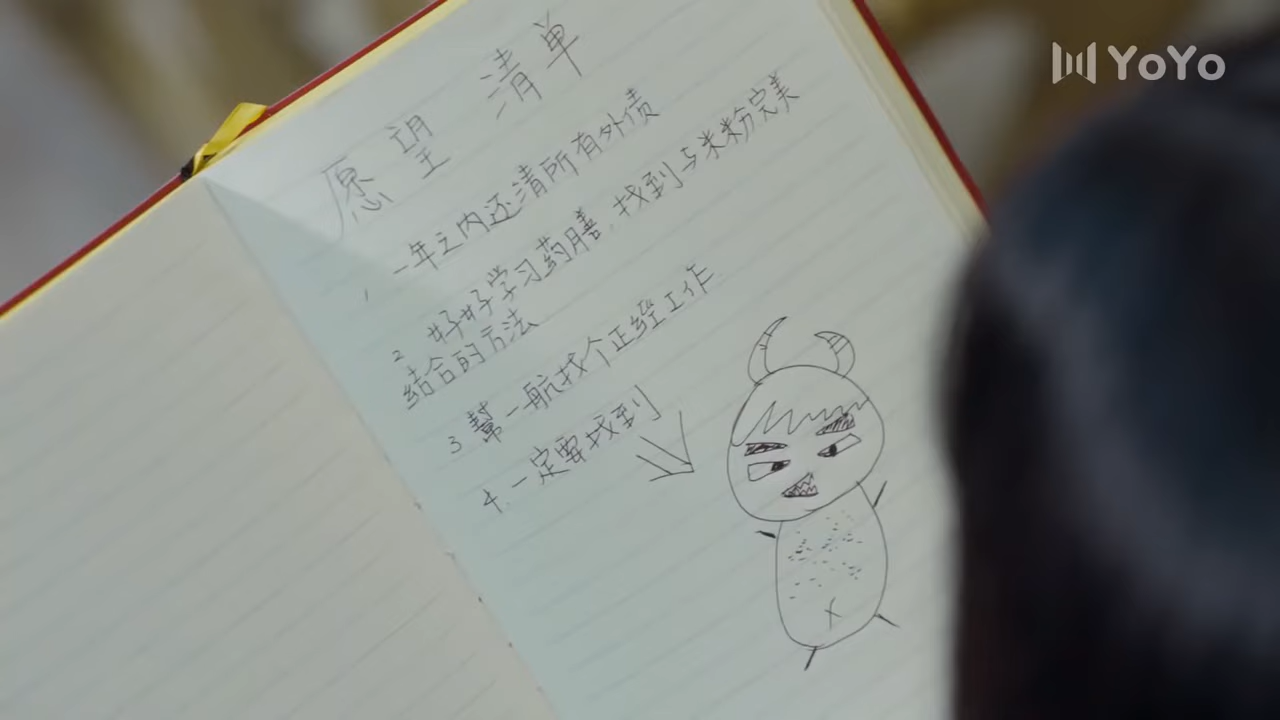 愿望清单
1、一年之内还清所有外债
2 好好学习药膳，找到与米粉完美
结合的方法
3 幫一航找个正经工作
4.一定要找到
YoYo